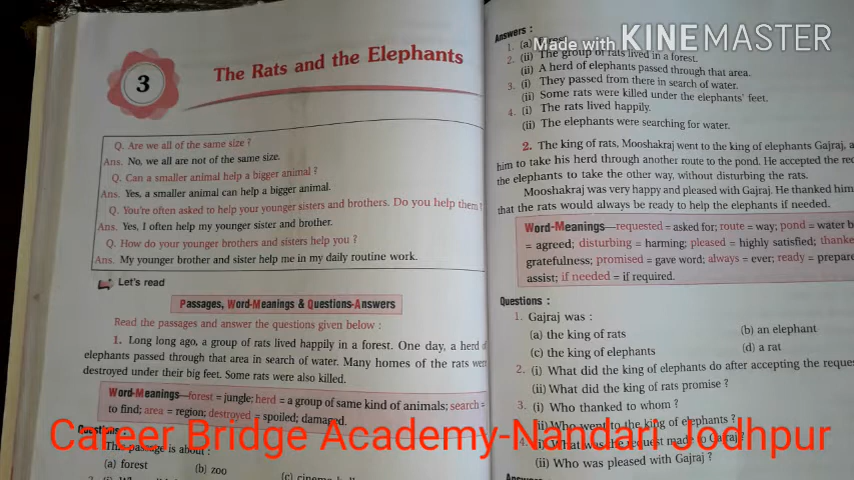 3
The Rats and the Elephants
Q. Are we all of the same size ?
Ans. No, we all are not of the same size.
Q. Can a smaller animal help a bigger animal ?
Ans. Yes, a smaller animal can help a bigger animal.
Q. You're often asked to help your younger sisters and brothers. Do you help them ?
Ans. Yes, I often help my younger sister and brother.
Q. How do your younger brothers and sisters help you ?
Ans. My younger brother and sister help me in my daily routine work.
Let's read
Passages, Word-Meanings & Questions-Answers
Read the passages and answer the questions given below :
1. Long long ago, a group of rats lived happily in a forest. One day, a herd
elephants passed through that area in search of water. Many homes of the rats
destroyed under their big feet. Some rats were also killed.
Word-Meanings—forest = jungle; herd = a group of same kind of animals; search =
to find; area = region; destroyed = spoiled; damaged.
Questions
This passage is about :
(a) forest (b) zoo
Answers :
1. (a)
2. (ii) The group of rats lived in a forest.
(ii) A herd of elephants passed through that area.
3. (i) They passed from there in search of water.
(ii) Some rats were killed under the elephants' feet.
4. (i) The rats lived happily.
(ii) The elephants were searching for water.
2. The king of rats, Mooshakraj went to the king of elephants Gajraj,
him to take his herd through another route to the pond. He accepted the
the elephants to take the other way, without disturbing the rats.
Mooshakraj was very happy and pleased with Gajraj. He thanked him
that the rats would always be ready to help the elephants if needed.
Word-Meanings—requested = asked for; route = way; pond = water
= agreed; disturbing = harming; pleased = highly satisfied;
gratefulness; promised = gave word; always = ever; ready =
assist; if needed = if required.
Questions :
1. Gajraj was :
(a) the king of rats (b) an elephant
(c) the king of elephants (d) a rat
2. (i) What did the king of elephants do after accepting the
(ii) What did the king of rats promise ?
3. (i) Who thanked to whom ?
(ii) Who went to the king of elephants ?
4. (i) What was the request made to Gajraj ?
(ii) Who was pleased with Gajraj ?
Made with KINEMASTER
Career Bridge Academy-Nandari Jodhpur